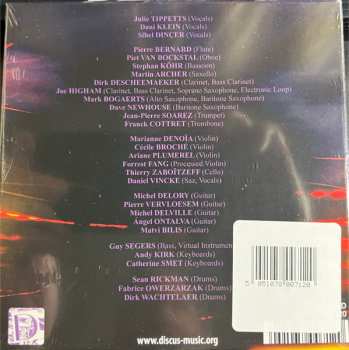 Julie TIPPETTS (Vocals)
Dani KLEIN (Vocals)
Sibel DINÇER (Vocals)
Pierre BERNARD (Flute)
Piet VAN BOCKSTAL (Oboe)
Stephan KÖHR (Bassoon)
Martin ARCHER (Saxello)
Dirk DESCHEEMAEKER (Clarinet, Bass Clarinet)
Joe HIGHAM (Clarinet, Bass Clarinet, Soprano Saxophone, Electronic Loop)
Mark BOGAERTS (Alto Saxophone, Baritone Saxophone)
Dave NEWHOUSE (Baritone Saxophone)
Jean-Pierre SOAREZ (Trumpet)
Franck COTTRET (Trombone)
Marianne DENOÏA (Violin)
Cécile BROCHÉ (Violin)
Ariane PLUMEREL (Violin)
Forrest FANG (Processed Violin)
Thierry ZABOÏTZEFF (Cello)
Daniel VINCKE (Saz, Vocals)
Michel DELORY (Guitar)
Pierre VERVLOESEM (Guitar)
Michel DELVILLE (Guitar)
Ángel ONTALVA (Guitar)
Matvi BILIS (Guitar)
Guy SEGERS (Bass, Virtual Instrumen
Andy KIRK (Keyboards)
Catherine SMET (Keyboards)
Sean RICKMAN (Drums)
Fabrice OWERZARZAK (Drums)
Dirk WACHTELAER (Drums)
www.discus-music.org